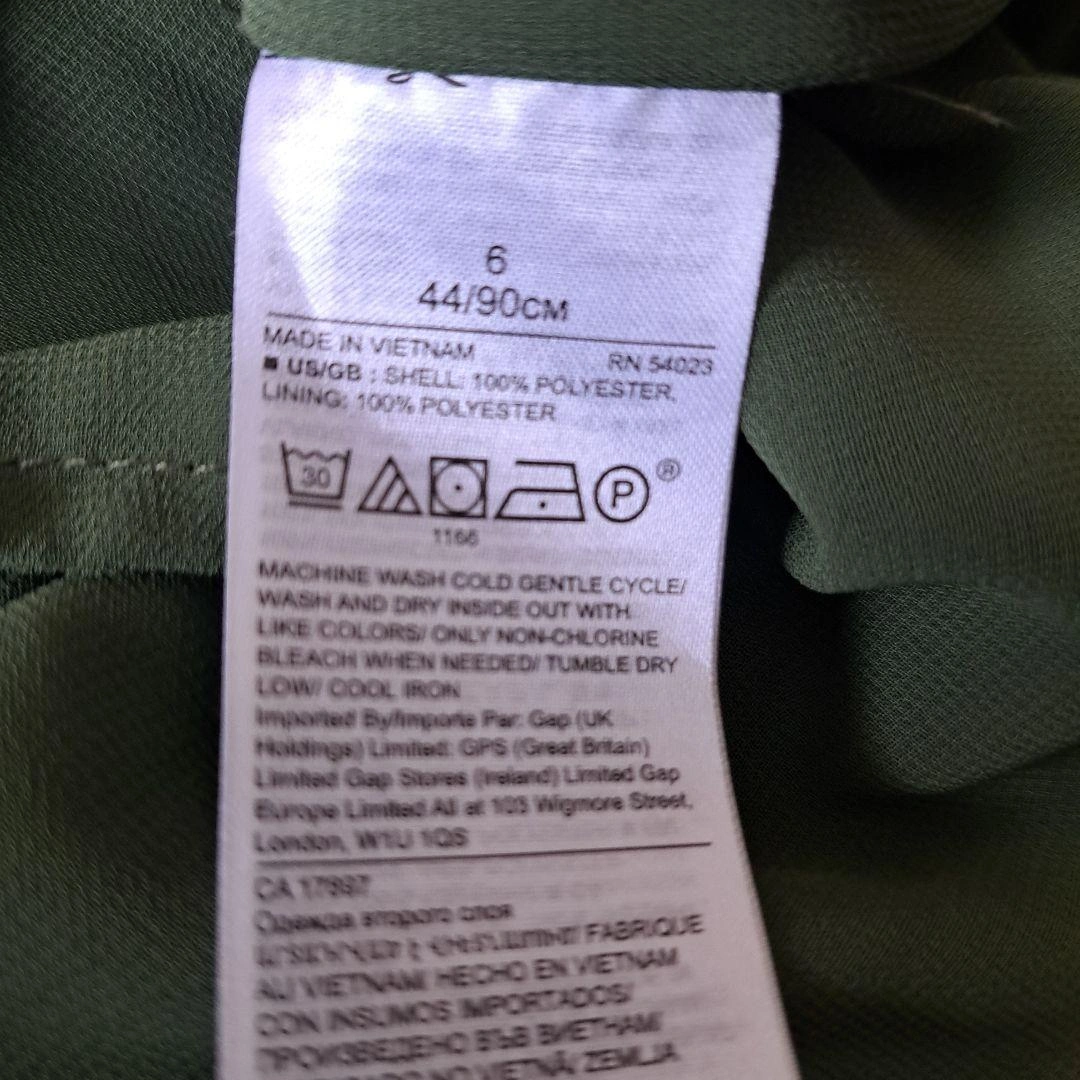 6
44/90CM
MADE IN VIETNAM RN 54023
■ US/GB : SHELL: 100% POLYESTER,
LINING: 100% POLYESTER
30 P ®
1166
MACHINE WASH COLD GENTLE CYCLE/
WASH AND DRY INSIDE OUT WITH
LIKE COLORS/ ONLY NON-CHLORINE
BLEACH WHEN NEEDED/ TUMBLE DRY
LOW/ COOL IRON
Imported By/Importe Par: Gap (UK
Holdings) Limited: GPS (Great Britain)
Limited Gap Stores (Ireland) Limited Gap
Europe Limited All at 103 Wigmore Street,
London, W1U 1QS
CA 17897
Одежда второго слоя
FABRIQUE
AU VIETNAM/ HECHO EN VIETNAM
CON INSUMOS IMPORTADOS/
ПРОИЗВЕДЕНО ВЪВ ВИЕТНАМ/
NO VIETNÃ/ ZEMLJA